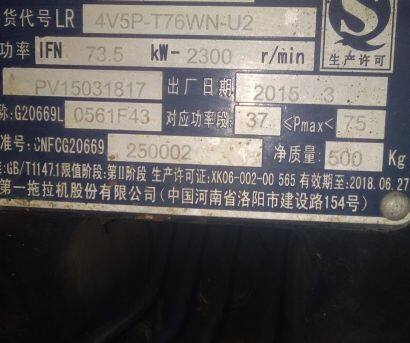 货代号 LR 4V5P-T76WN-U2
功率 IFN 73.5 kW- 2300 r/min
生产许可
PV15031817 出厂日期 2015 .3
称:G20669L 0561F43 对应功率段 37 <Pmax< 75
准号: CNFCG20669 250002 净质量: 500 Kg
:GB/T1147.1 限值阶段:第Ⅱ阶段 生产许可证:XK06-002-00 565 有效期至:2018.06.27
第一拖拉机股份有限公司(中国河南省洛阳市建设路154号)